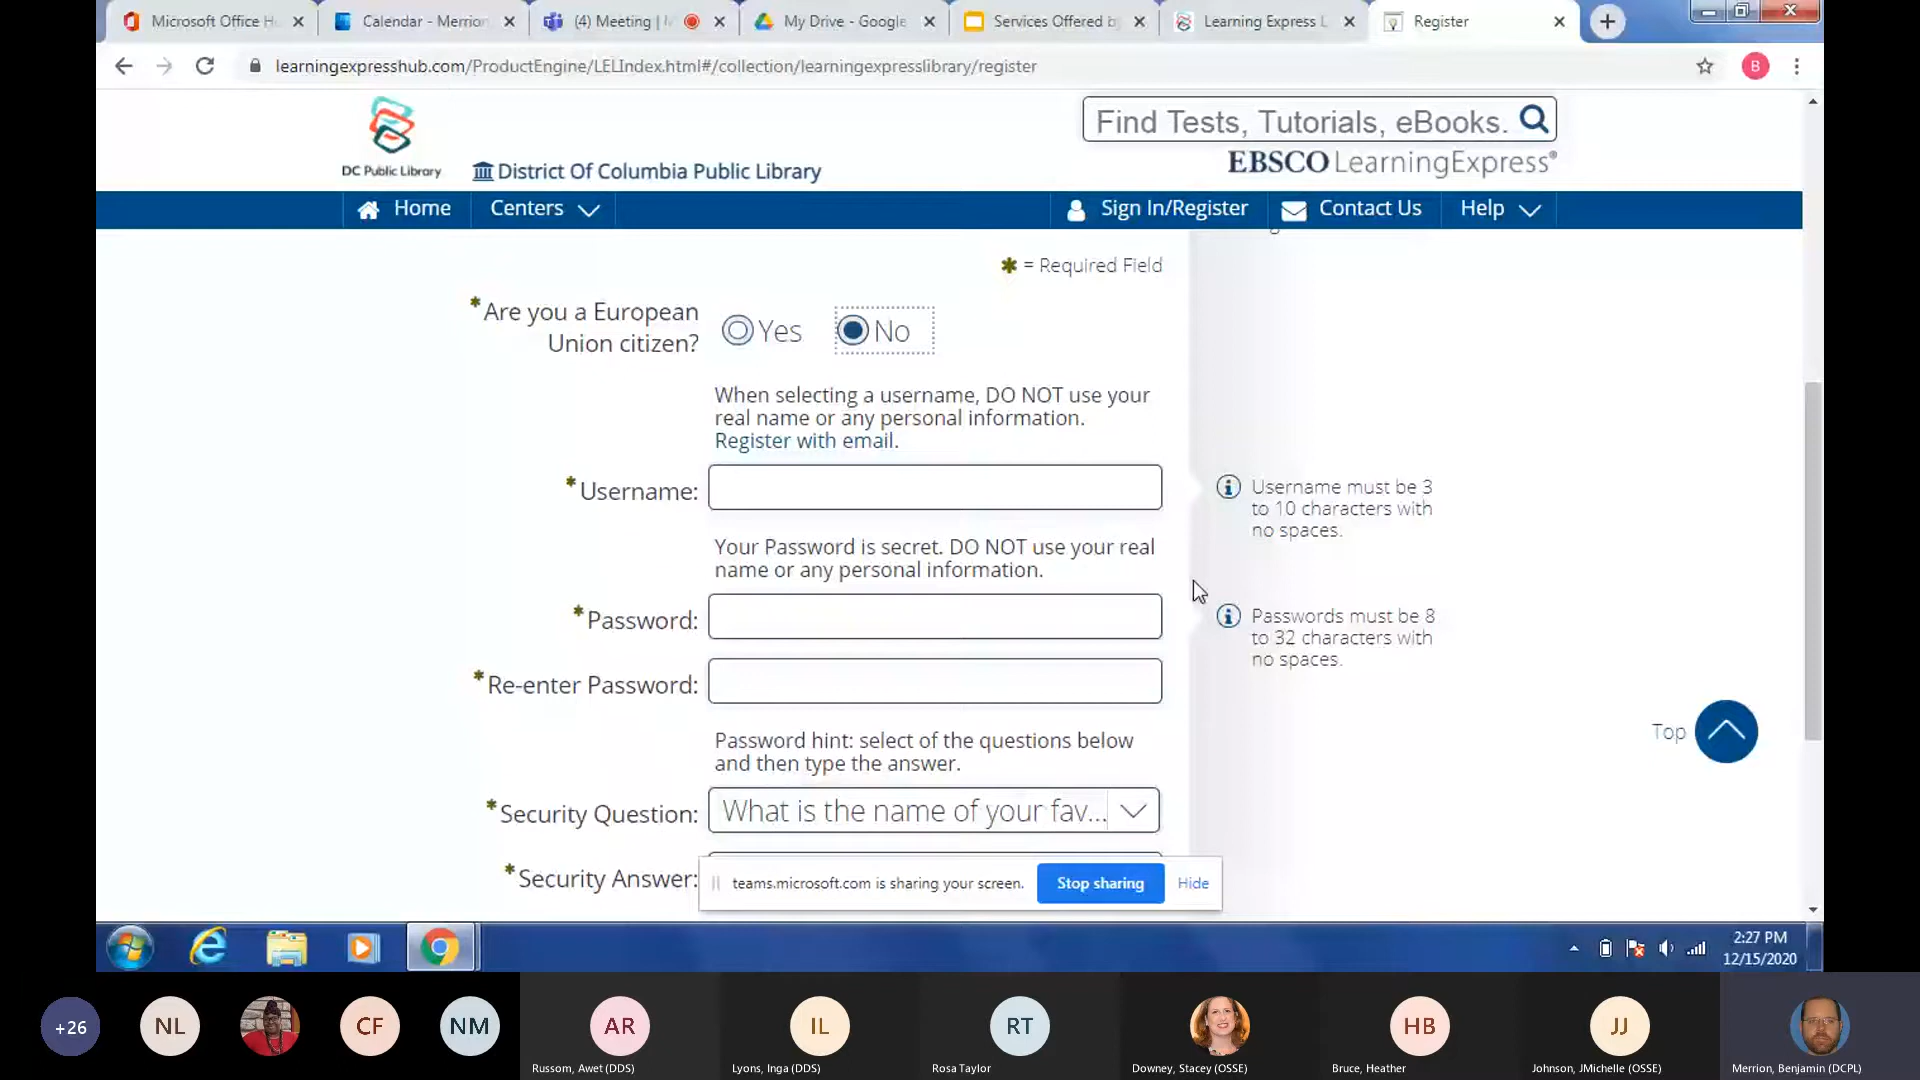 Microsoft Office H
Calendar - Merrion
(4) Meeting |
My Drive - Google
Services Offered b
Learning Express L
Register
learningexpresshub.com/ProductEngine/LELIndex.html#/collection/learningexpresslibrary/register
B
DC Public Library
District Of Columbia Public Library
Find Tests, Tutorials, eBooks.
EBSCO LearningExpress®
Home
Centers
Sign In/Register
Contact Us
Help
* = Required Field
*Are you a European
Union citizen?
Yes
No
When selecting a username, DO NOT use your
real name or any personal information.
Register with email.
*Username:
Username must be 3
to 10 characters with
no spaces.
Your Password is secret. DO NOT use your real
name or any personal information.
*Password:
Passwords must be 8
to 32 characters with
no spaces.
*Re-enter Password:
Password hint: select of the questions below
and then type the answer.
Top
*Security Question:
What is the name of your fav...
*Security Answer:
teams.microsoft.com is sharing your screen.
Stop sharing
Hide
2:27 PM
12/15/2020
+26
NL
CF
NM
AR
IL
RT
HB
JJ
Russom, Awet (DDS)
Lyons, Inga (DDS)
Rosa Taylor
Downey, Stacey (OSSE)
Bruce, Heather
Johnson, JMichelle (OSSE)
Merrion, Benjamin (DCPL)